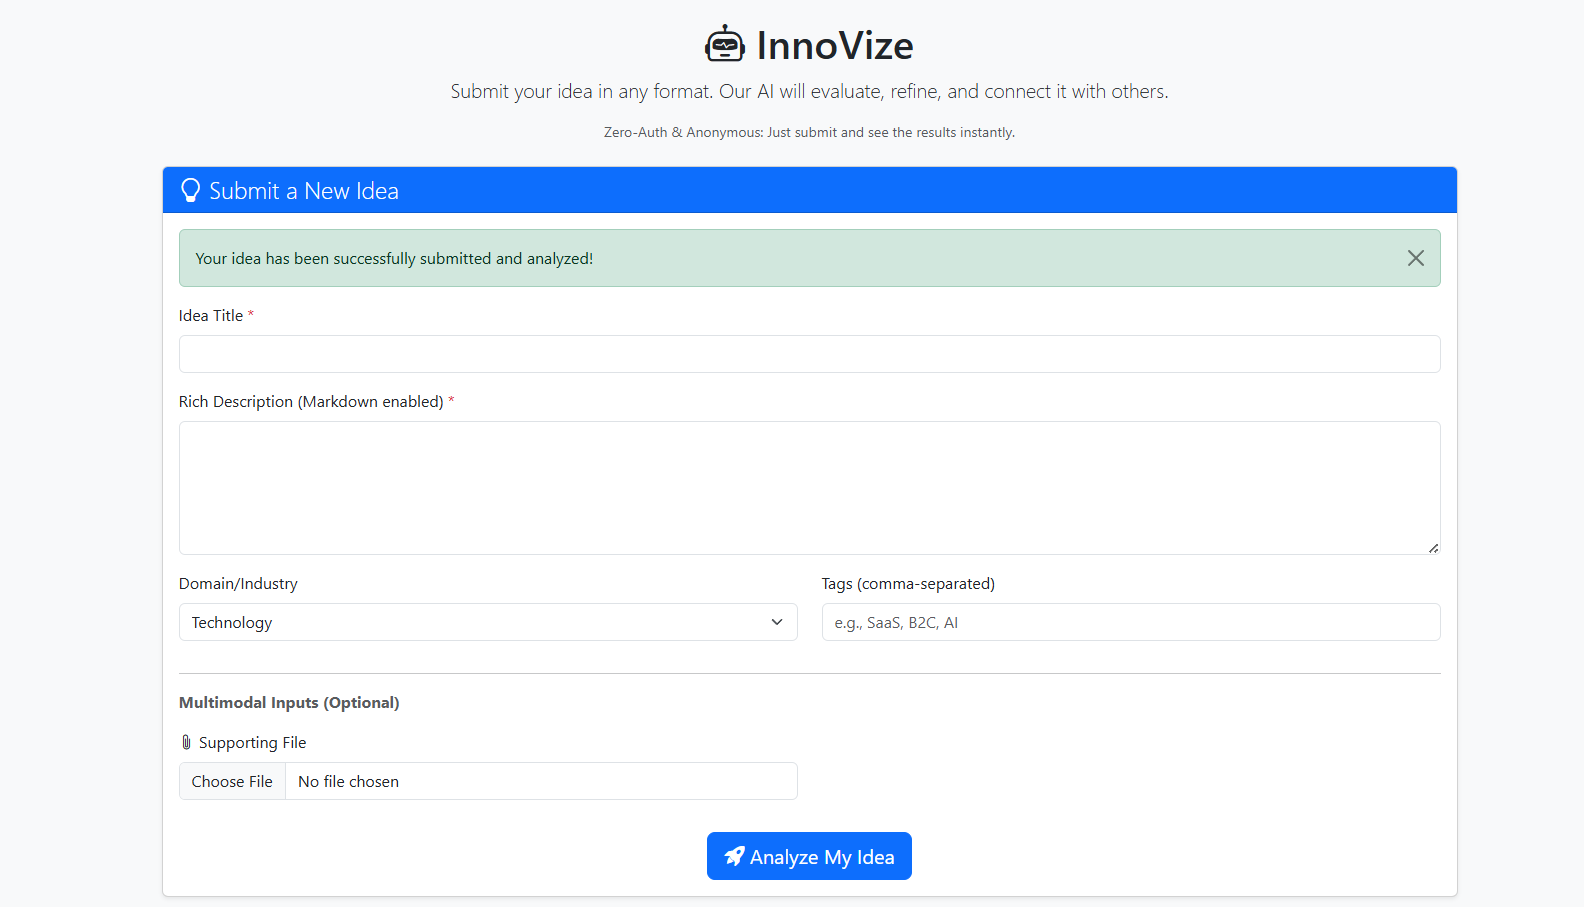 InnoVize
Submit your idea in any format. Our AI will evaluate, refine, and connect it with others.
Zero-Auth & Anonymous: Just submit and see the results instantly.
Submit a New Idea
Your idea has been successfully submitted and analyzed!
Idea Title *
Rich Description (Markdown enabled) *
Domain/Industry
Technology
Tags (comma-separated)
e.g., SaaS, B2C, AI
Multimodal Inputs (Optional)
Supporting File
Choose File No file chosen
Analyze My Idea